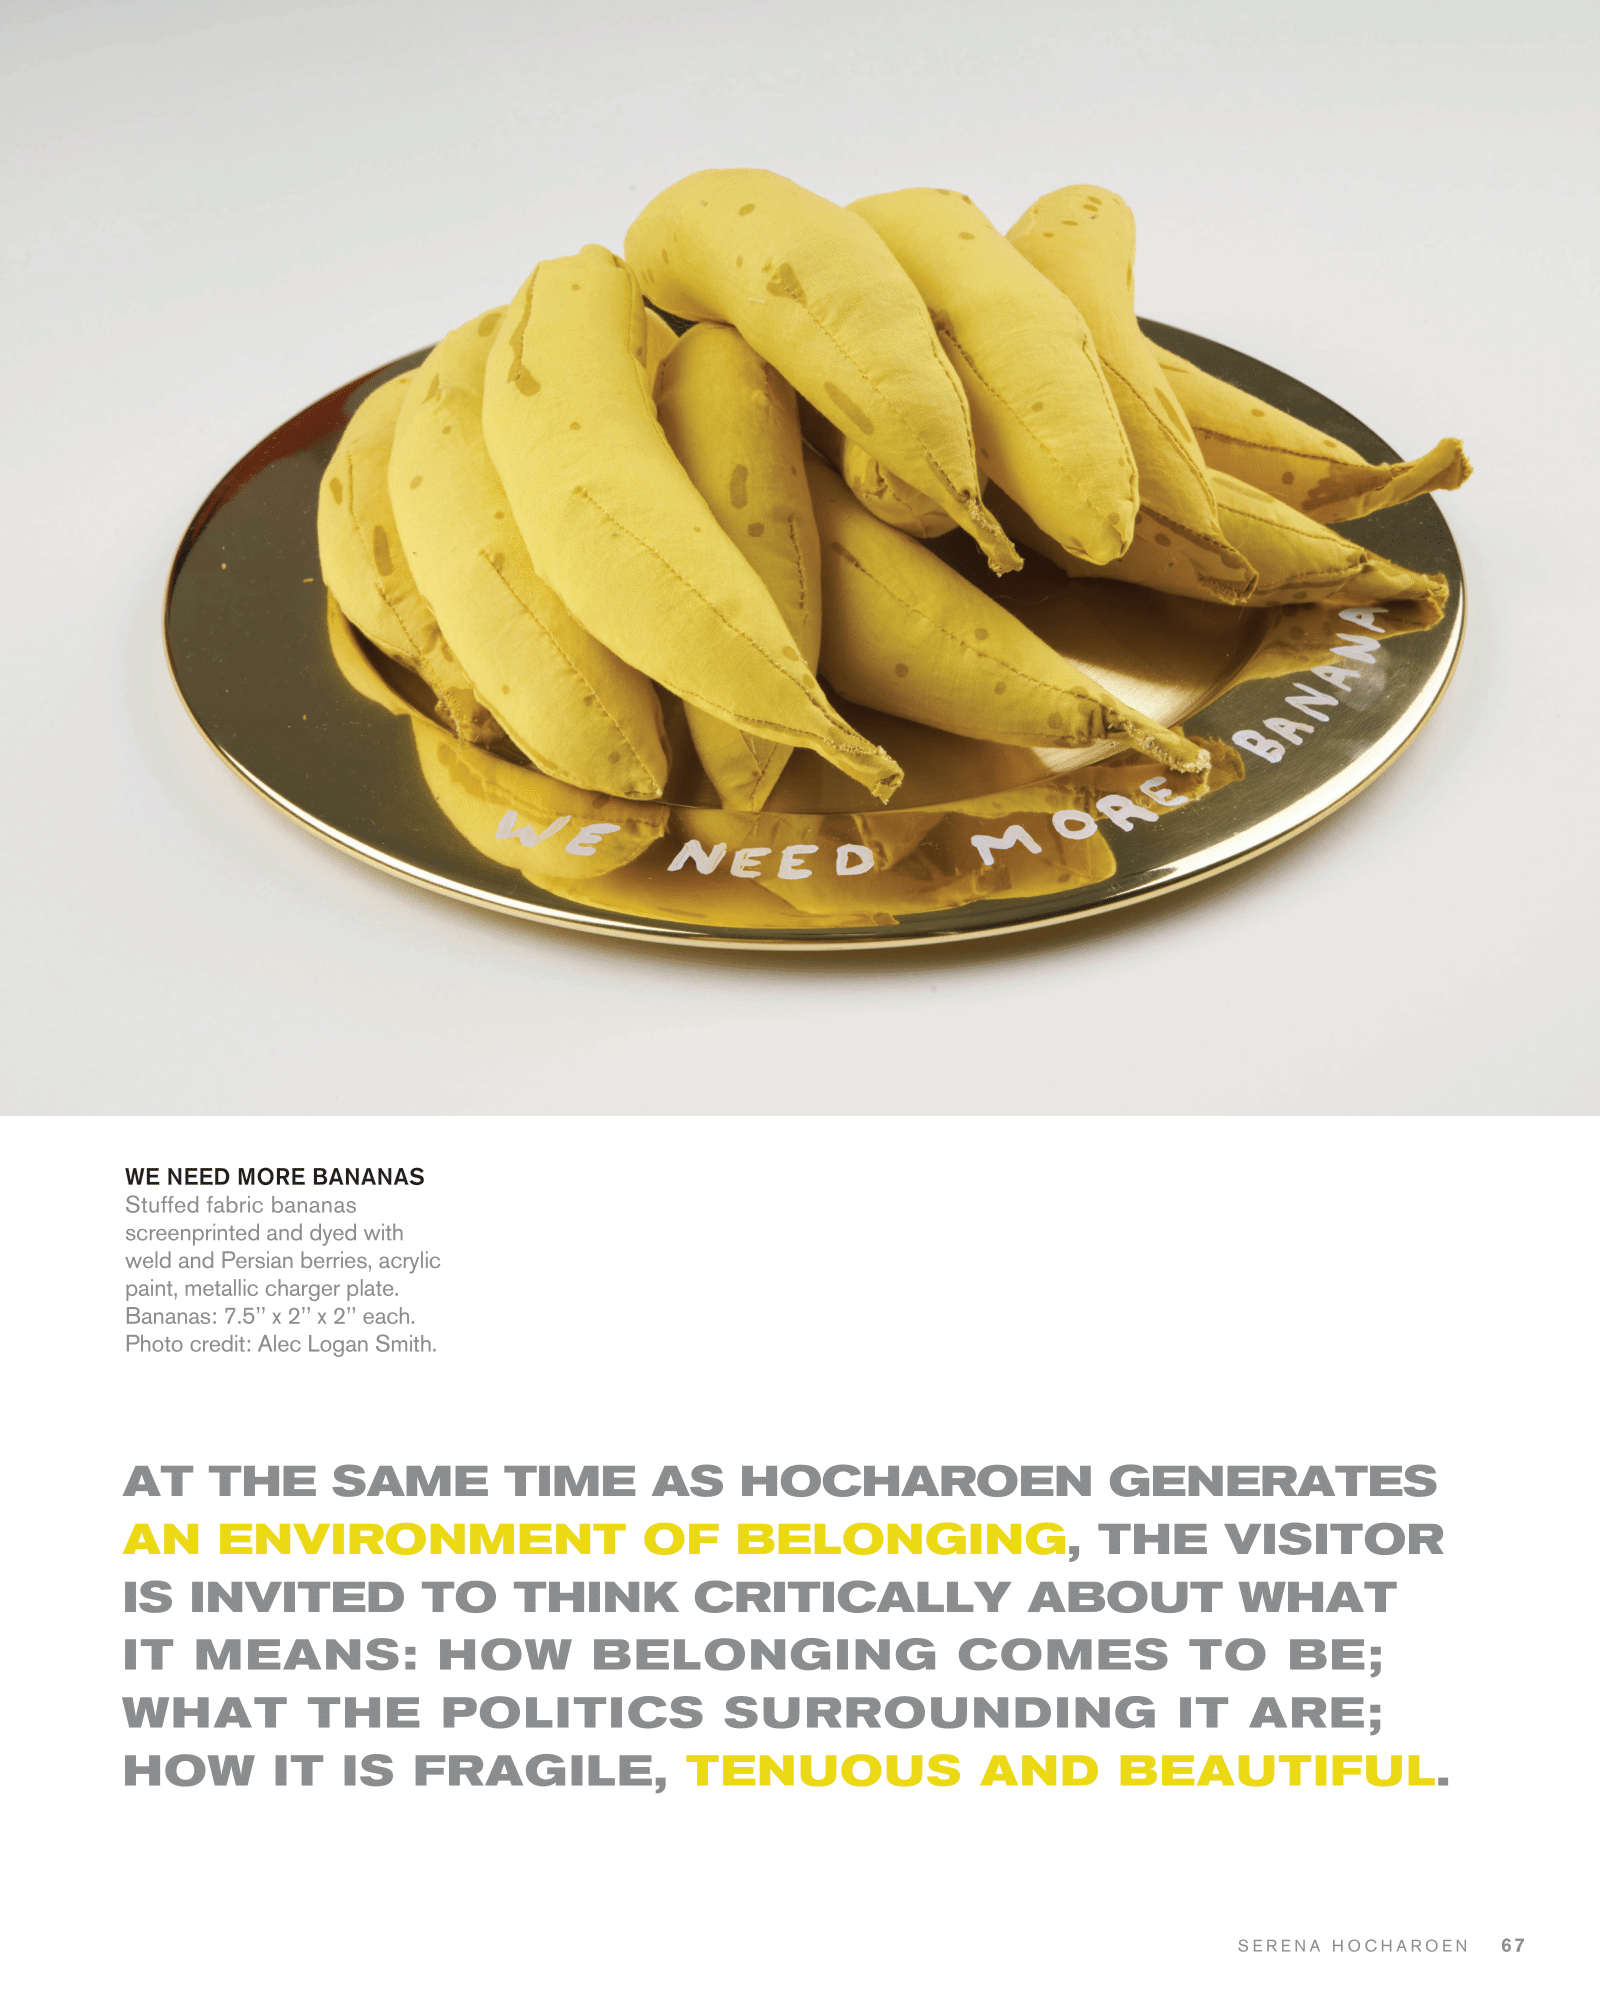 WE NEED MORE BANANA
WE NEED MORE BANANAS
Stuffed fabric bananas
screenprinted and dyed with
weld and Persian berries, acrylic
paint, metallic charger plate.
Bananas: 7.5’’ x 2’’ x 2’’ each.
Photo credit: Alec Logan Smith.
AT THE SAME TIME AS HOCHAROEN GENERATES
AN ENVIRONMENT OF BELONGING, THE VISITOR
IS INVITED TO THINK CRITICALLY ABOUT WHAT
IT MEANS: HOW BELONGING COMES TO BE;
WHAT THE POLITICS SURROUNDING IT ARE;
HOW IT IS FRAGILE, TENUOUS AND BEAUTIFUL.
SERENA HOCHAROEN 67